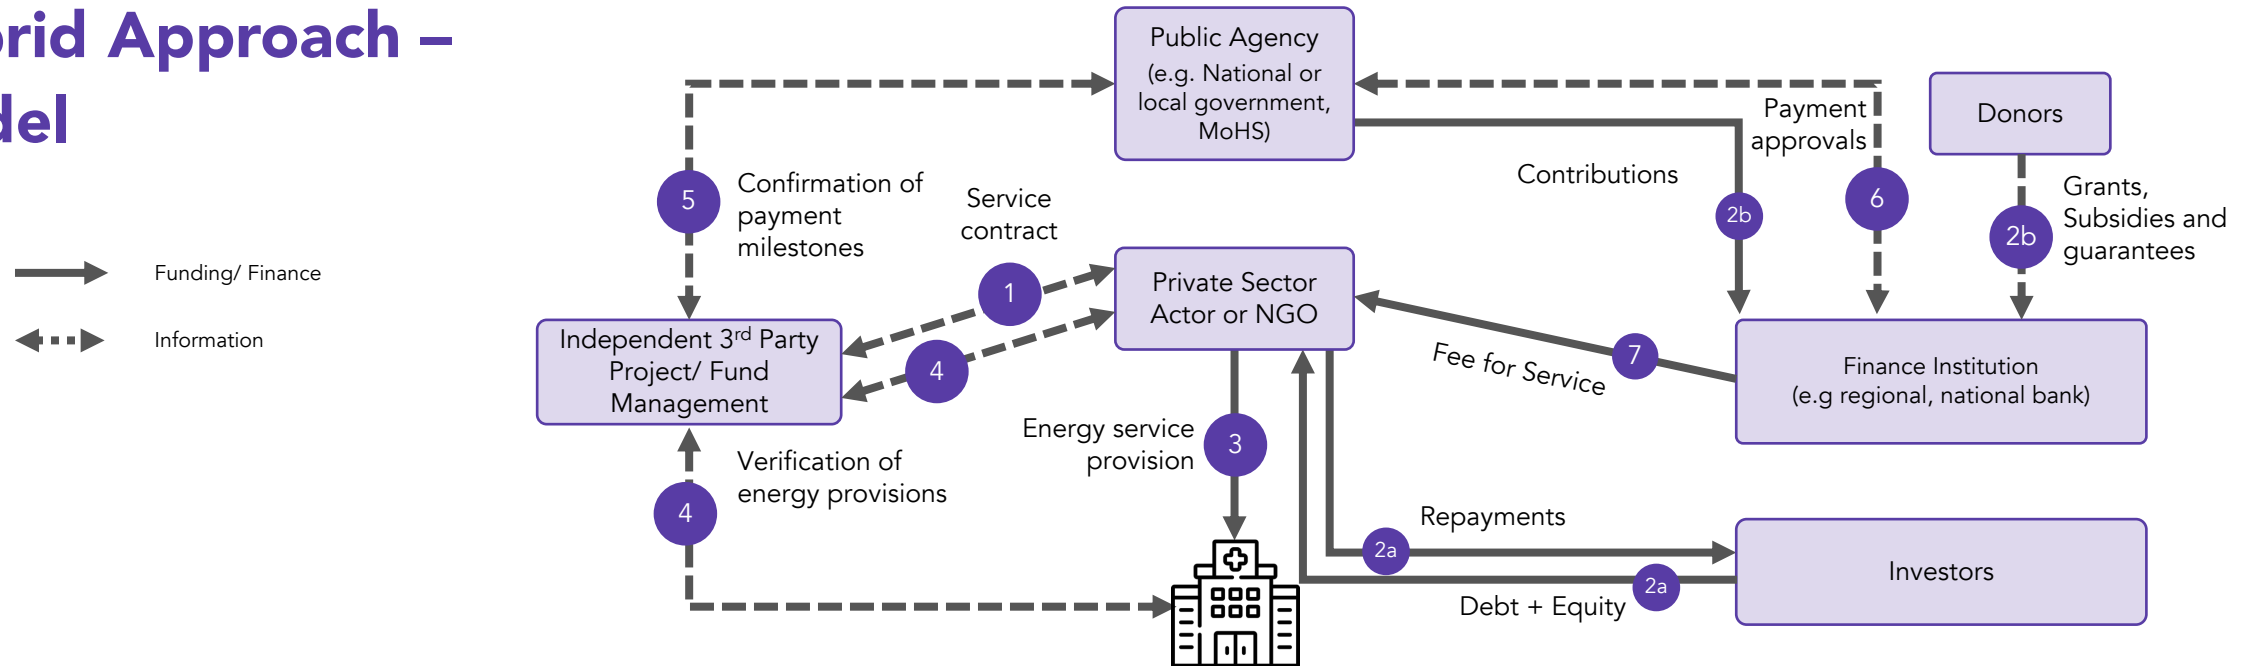 brid Approach –
del
Funding/ Finance
Information
Public Agency
(e.g. National or
local government,
MoHS)
Donors
Payment
approvals
Contributions
2b
6
Grants,
Subsidies and
guarantees
2b
5
Confirmation of
payment
milestones
Service
contract
1
4
Private Sector
Actor or NGO
Independent 3rd Party
Project/ Fund
Management
Fee for Service
7
Finance Institution
(e.g regional, national bank)
Energy service
provision
3
Verification of
energy provisions
4
Repayments
2a
2a
Debt + Equity
Investors